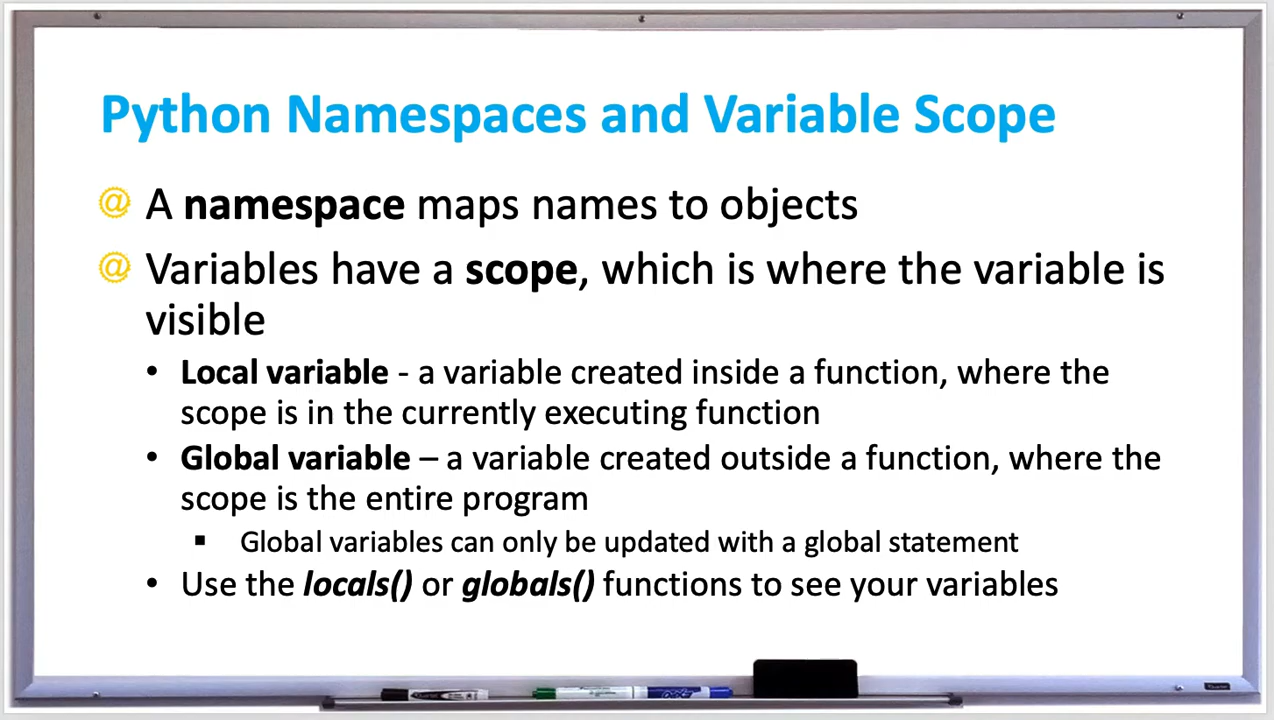 Python Namespaces and Variable Scope
@ A namespace maps names to objects
@ Variables have a scope, which is where the variable is
visible
• Local variable - a variable created inside a function, where the
scope is in the currently executing function
• Global variable – a variable created outside a function, where the
scope is the entire program
▪ Global variables can only be updated with a global statement
• Use the locals() or globals() functions to see your variables